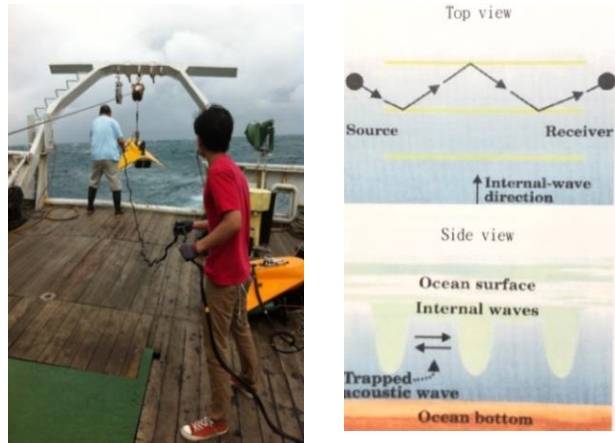 Top view
Source
Receiver
Internal-wave
direction
Side view
Ocean surface
Internal waves
Trapped
acoustic wave
Ocean bottom